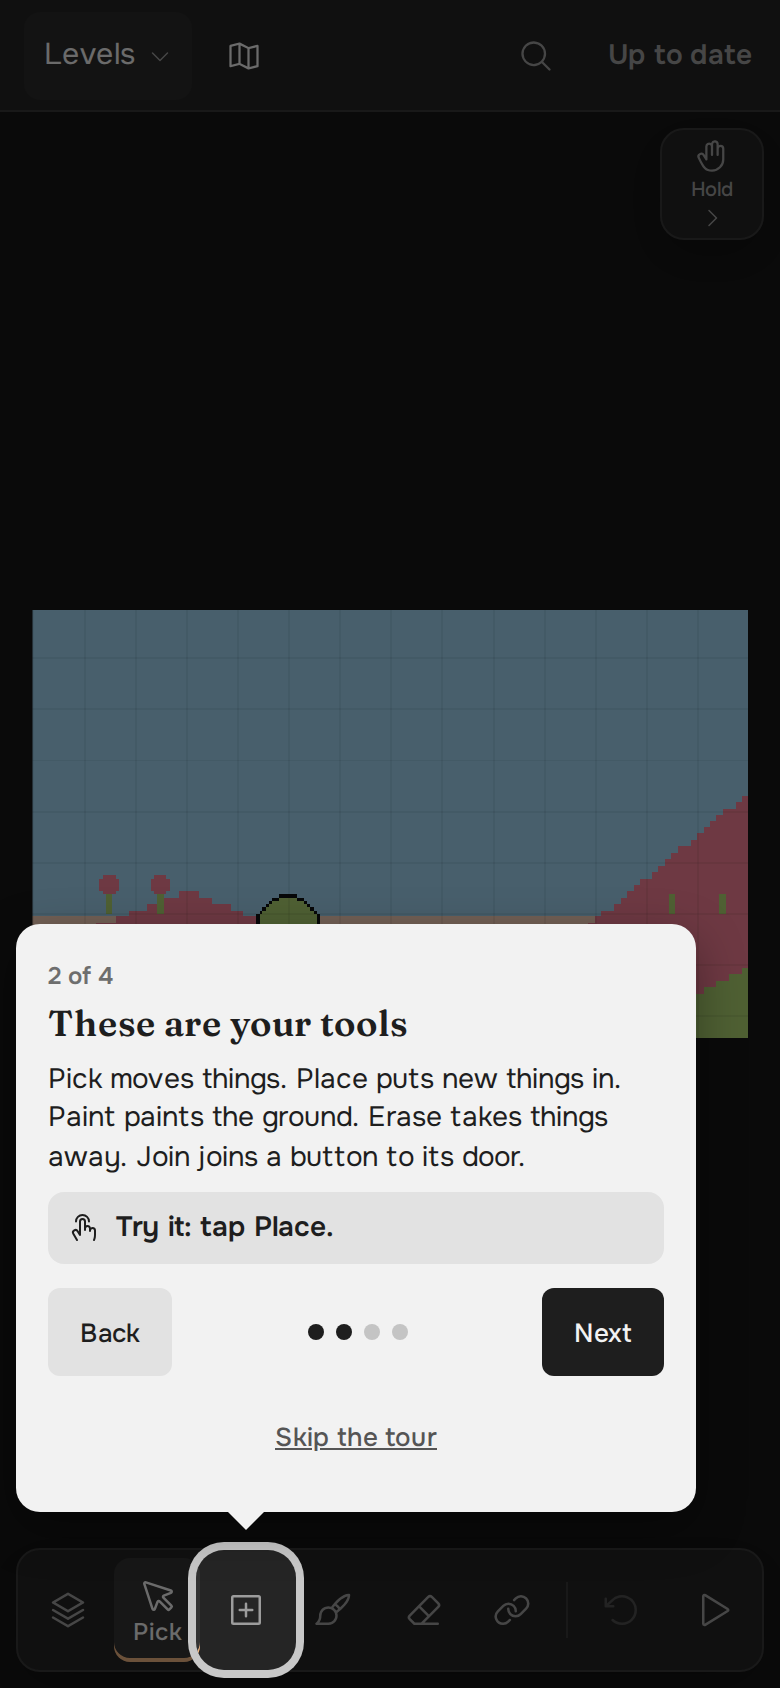 Levels
Up to date
Hold
2 of 4
These are your tools
Pick moves things. Place puts new things in.
Paint paints the ground. Erase takes things
away. Join joins a button to its door.
Try it: tap Place.
Back
Next
Skip the tour
Pick